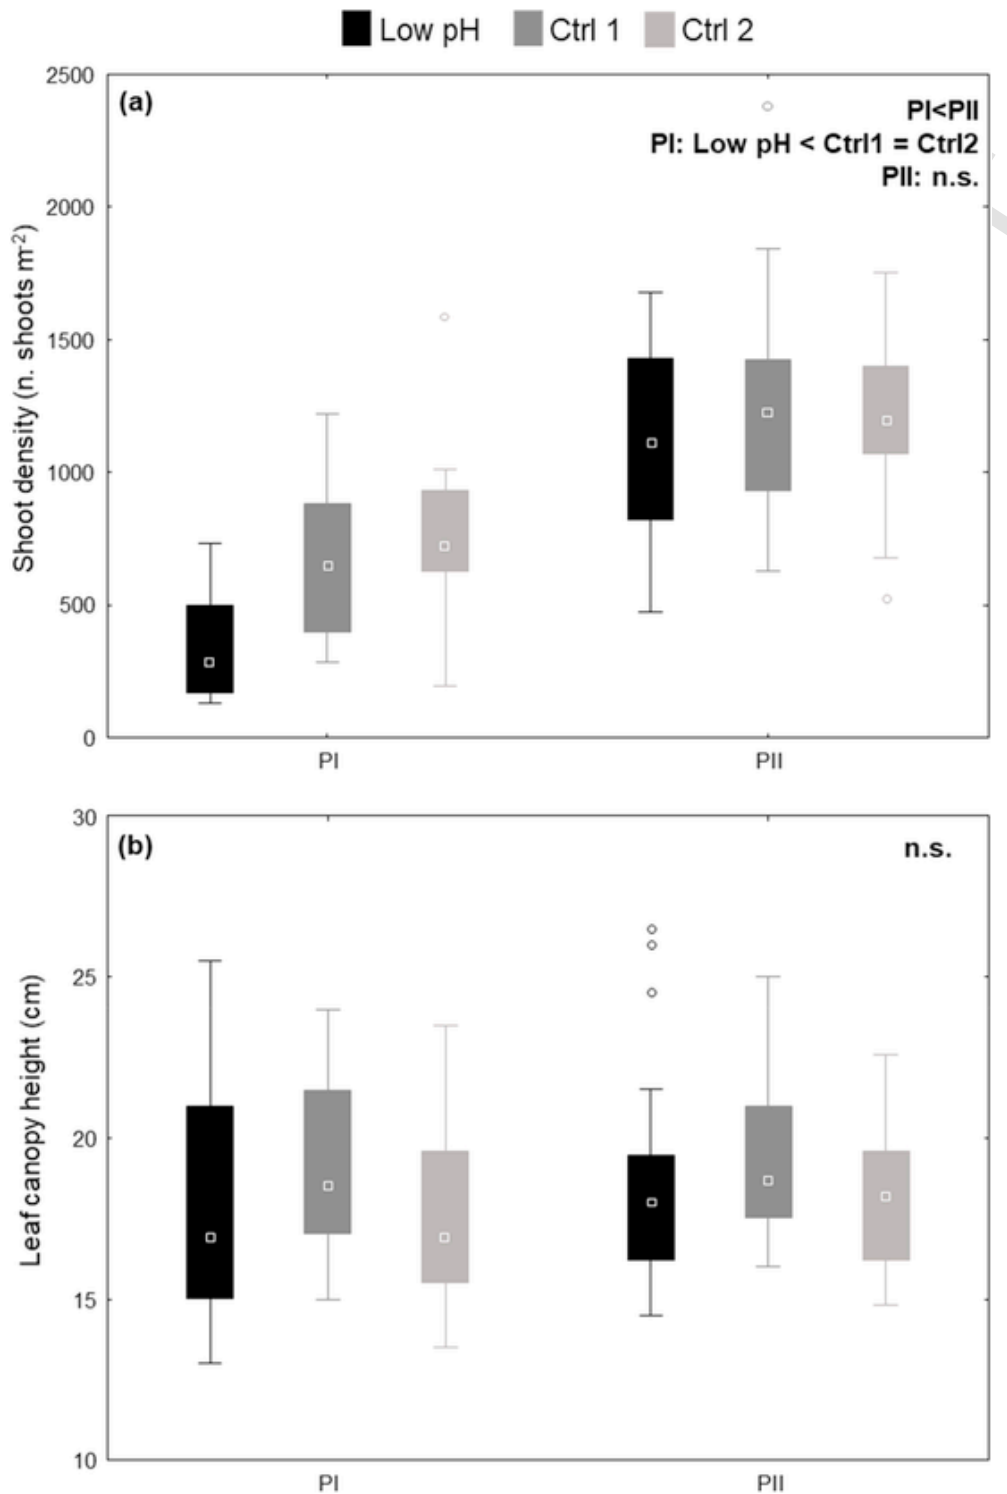 Low pH Ctrl 1 Ctrl 2
2500
(a)
PI<PII
PI: Low pH < Ctrl1 = Ctrl2
PII: n.s.
2000
1500
1000
500
0
Shoot density (n. shoots m⁻²)
PI PII
30
(b)
n.s.
25
20
15
10
Leaf canopy height (cm)
PI PII